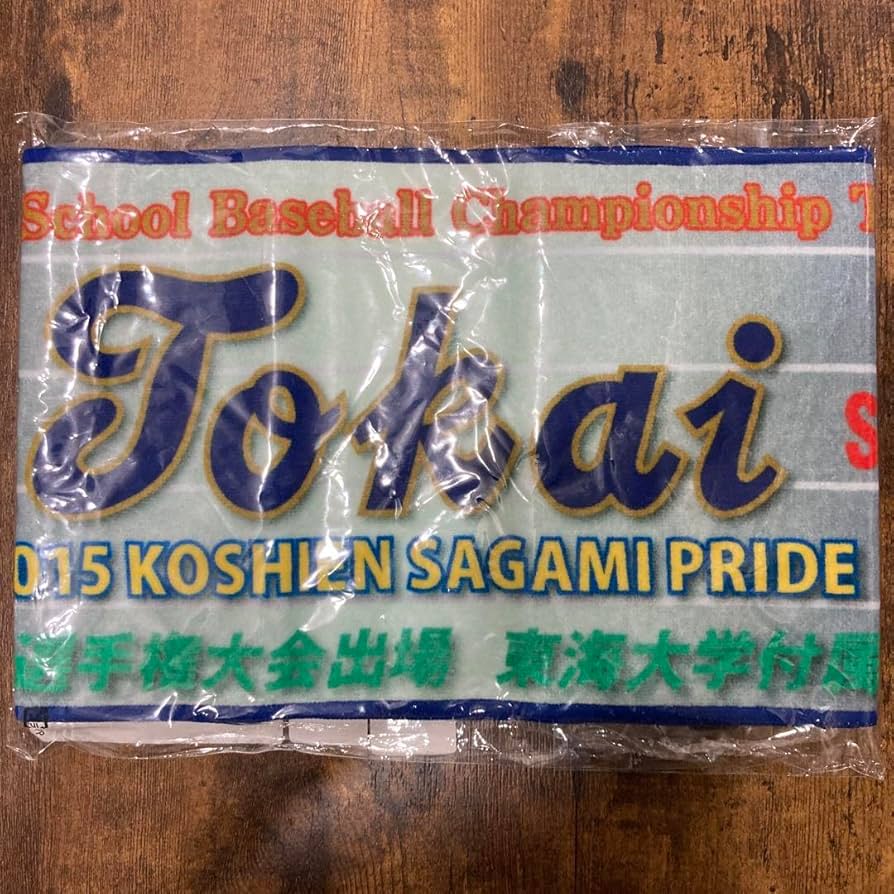 School Baseball Championship T
Tokai S
015 KOSHIEN SAGAMI PRIDE
選手権大会出場 東海大学付属